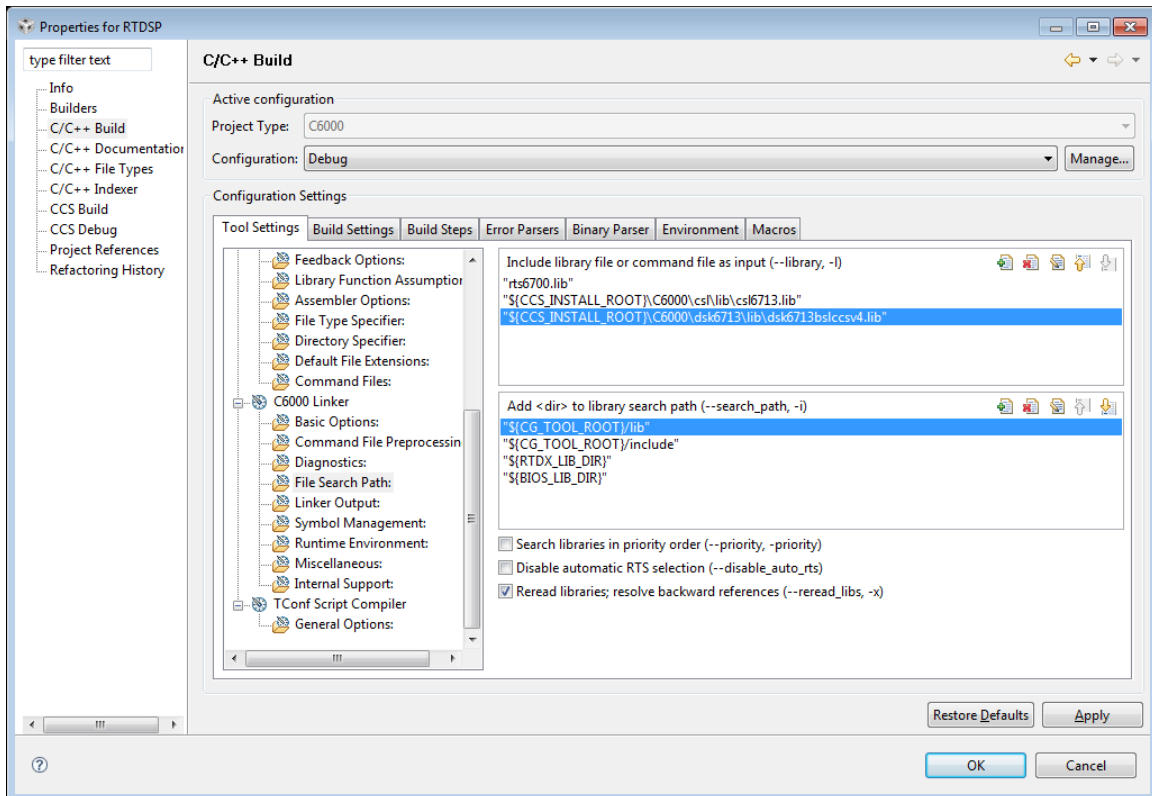 Properties for RTDSP
type filter text
Info
Builders
C/C++ Build
C/C++ Documentation
C/C++ File Types
C/C++ Indexer
CCS Build
CCS Debug
Project References
Refactoring History
C/C++ Build
Active configuration
Project Type: C6000
Configuration: Debug Manage...
Configuration Settings
Tool Settings Build Settings Build Steps Error Parsers Binary Parser Environment Macros
Feedback Options:
Library Function Assumption
Assembler Options:
File Type Specifier:
Directory Specifier:
Default File Extensions:
Command Files:
C6000 Linker
Basic Options:
Command File Preprocessin
Diagnostics:
File Search Path:
Linker Output:
Symbol Management:
Runtime Environment:
Miscellaneous:
Internal Support:
TConf Script Compiler
General Options:
Include library file or command file as input (--library, -l)
"rts6700.lib"
"${CCS_INSTALL_ROOT}\C6000\csl\lib\csl6713.lib"
"${CCS_INSTALL_ROOT}\C6000\dsk6713\lib\dsk6713bslccsv4.lib"
Add <dir> to library search path (--search_path, -i)
"${CG_TOOL_ROOT}/lib"
"${CG_TOOL_ROOT}/include"
"${RTDX_LIB_DIR}"
"${BIOS_LIB_DIR}"
Search libraries in priority order (--priority, -priority)
Disable automatic RTS selection (--disable_auto_rts)
Reread libraries; resolve backward references (--reread_libs, -x)
Restore Defaults Apply
OK Cancel